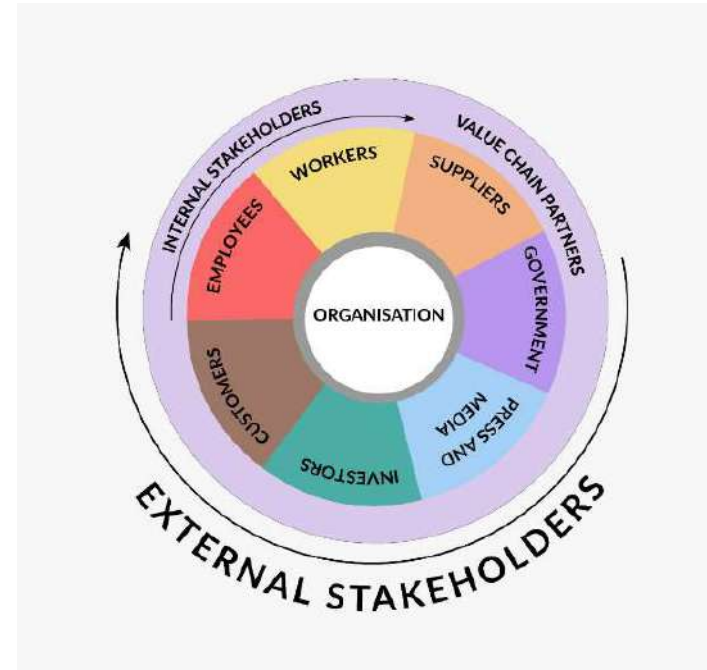 INTERNAL STAKEHOLDERS
VALUE CHAIN PARTNERS
WORKERS
SUPPLIERS
EMPLOYEES
GOVERNMENT
ORGANISATION
CUSTOMERS
PRESS AND
MEDIA
INVESTORS
EXTERNAL STAKEHOLDERS